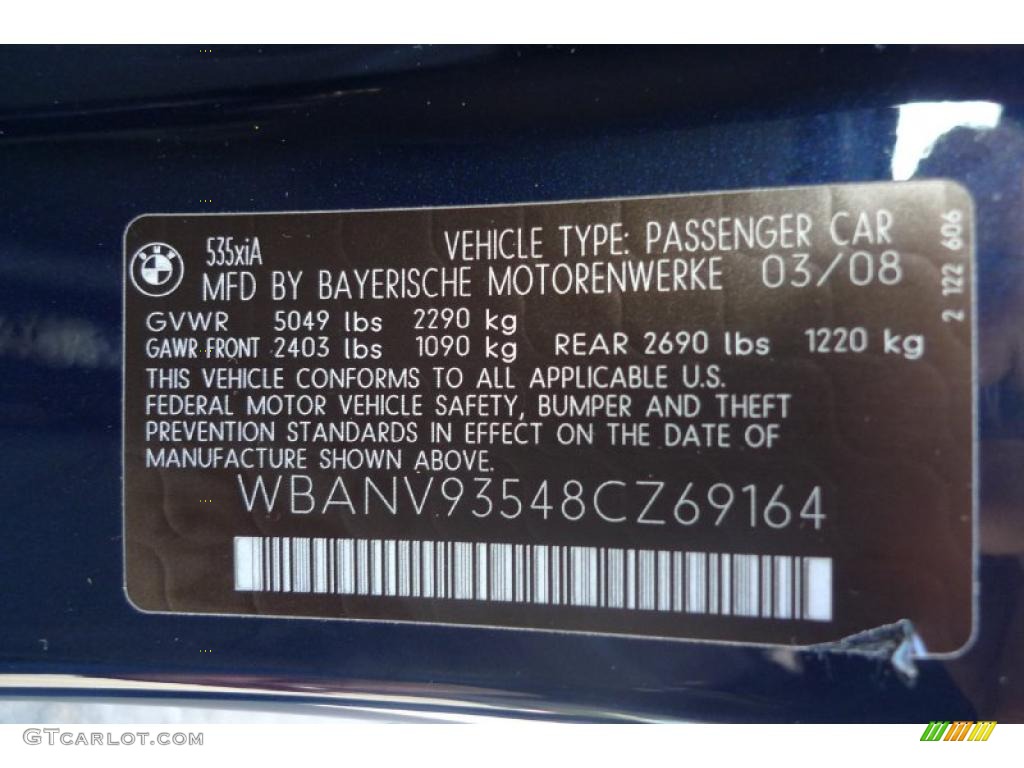 535xiA
VEHICLE TYPE: PASSENGER CAR
MFD BY BAYERISCHE MOTORENWERKE 03/08
GVWR 5049 lbs 2290 kg
GAWR FRONT 2403 lbs 1090 kg REAR 2690 lbs 1220 kg
THIS VEHICLE CONFORMS TO ALL APPLICABLE U.S.
FEDERAL MOTOR VEHICLE SAFETY, BUMPER AND THEFT
PREVENTION STANDARDS IN EFFECT ON THE DATE OF
MANUFACTURE SHOWN ABOVE.
WBANV93548CZ69164
2 122 606
GTCARLOT.COM